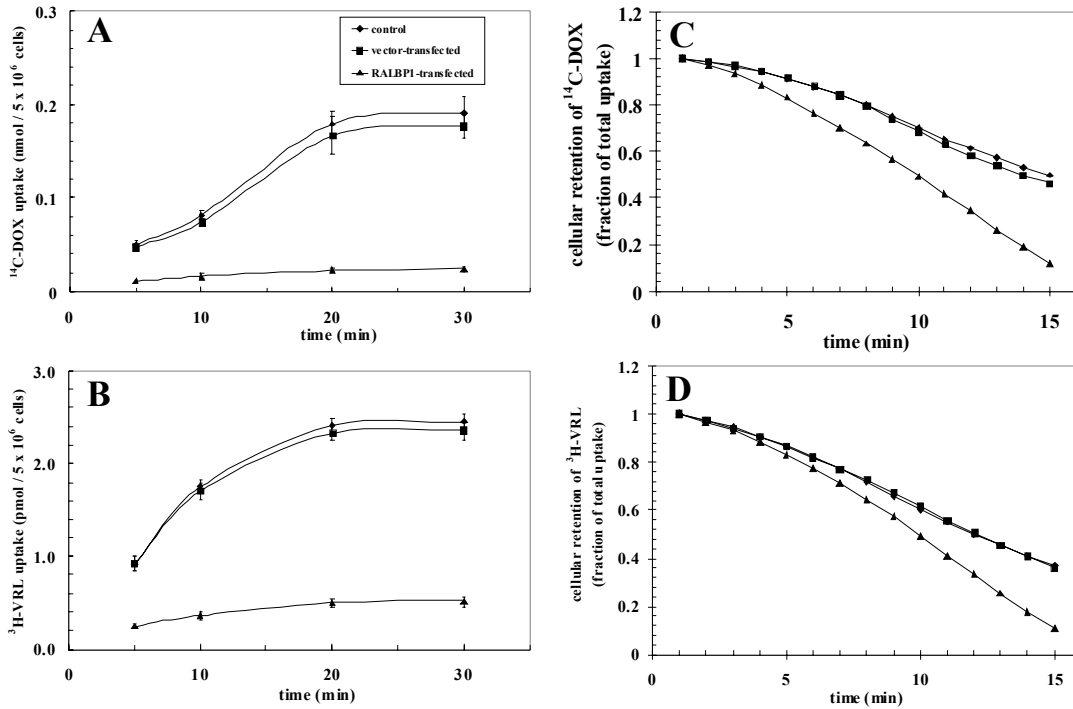 A
control
vector-transfected
RALBP1-transfected
¹⁴C-DOX uptake (nmol / 5 x 10⁶ cells)
0.3
0.2
0.1
0
0
10
20
30
time (min)
C
cellular retention of ¹⁴C-DOX
(fraction of total uptake)
1.2
1
0.8
0.6
0.4
0.2
0
0
5
10
15
time (min)
B
³H-VRL uptake (pmol / 5 x 10⁶ cells)
3.0
2.0
1.0
0.0
0
10
20
30
time (min)
D
cellular retention of ³H-VRL
(fraction of total uptake)
1.2
1
0.8
0.6
0.4
0.2
0
0
5
10
15
time (min)